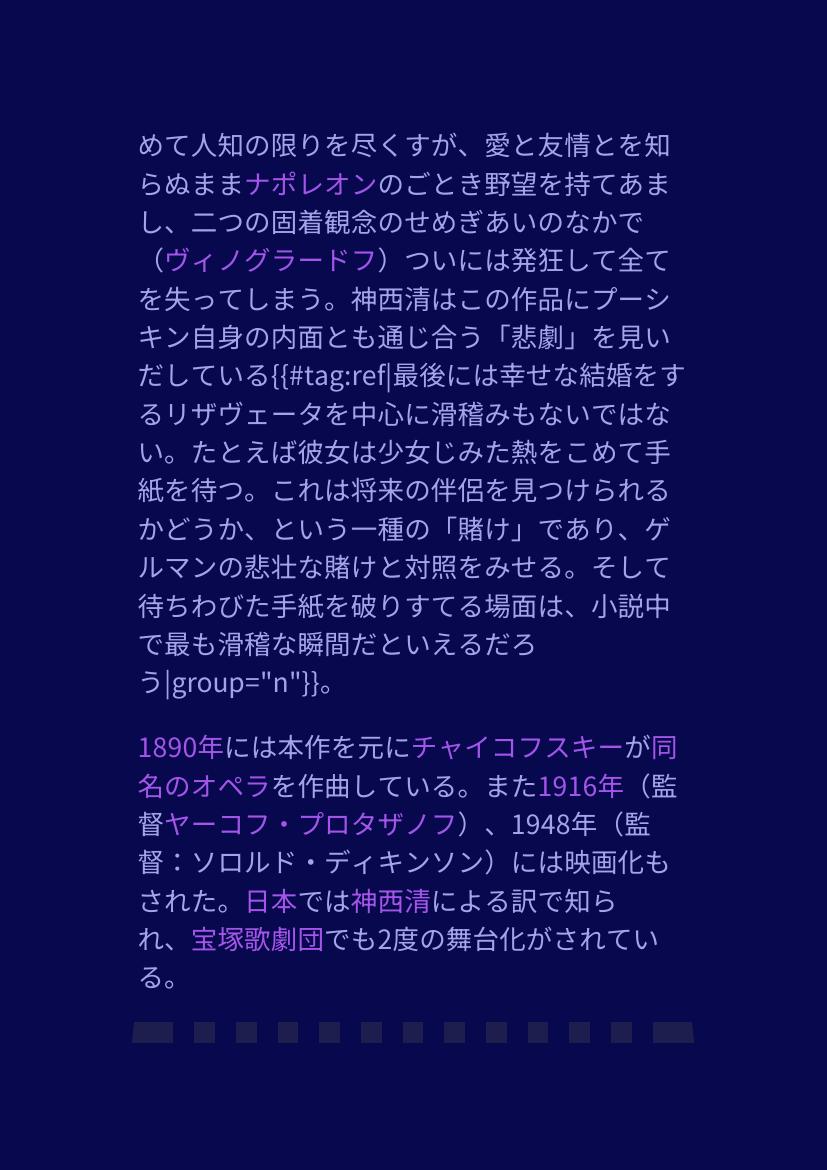 めて人知の限りを尽くすが、愛と友情とを知
らぬままナポレオンのごとき野望を持てあま
し、二つの固着観念のせめぎあいのなかで
（ヴィノグラードフ）ついには発狂して全て
を失ってしまう。神西清はこの作品にプーシ
キン自身の内面とも通じ合う「悲劇」を見い
だしている{{#tag:ref|最後には幸せな結婚をす
るリザヴェータを中心に滑稽みもないではな
い。たとえば彼女は少女じみた熱をこめて手
紙を待つ。これは将来の伴侶を見つけられる
かどうか、という一種の「賭け」であり、ゲ
ルマンの悲壮な賭けと対照をみせる。そして
待ちわびた手紙を破りすてる場面は、小説中
で最も滑稽な瞬間だといえるだろ
う|group="n"}}。
1890年には本作を元にチャイコフスキーが同
名のオペラを作曲している。また1916年（監
督ヤーコフ・プロタザノフ）、1948年（監
督：ソロルド・ディキンソン）には映画化も
された。日本では神西清による訳で知ら
れ、宝塚歌劇団でも2度の舞台化がされてい
る。